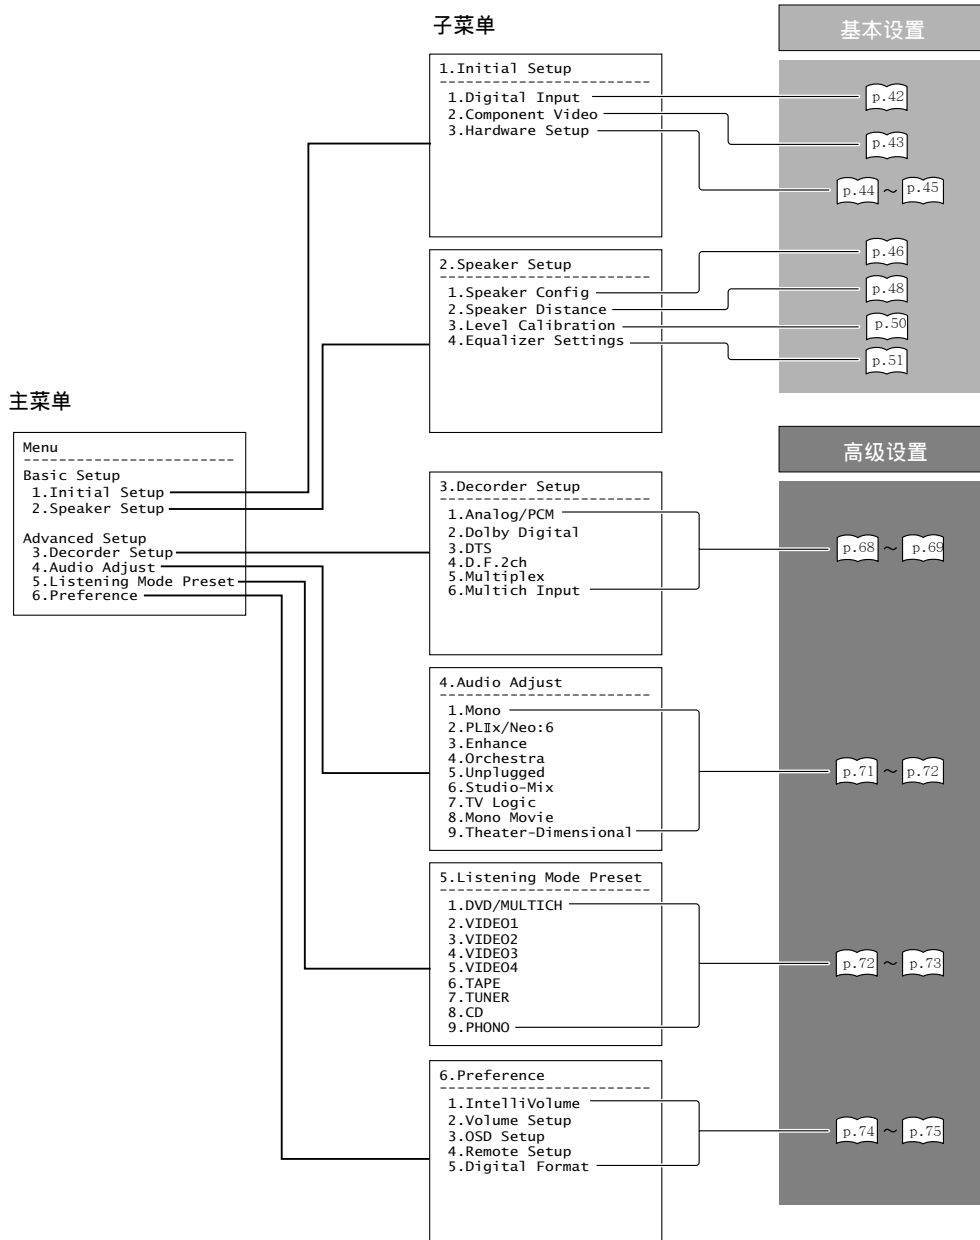 子菜单
基本设置
1.Initial Setup
1.Digital Input
p.42
2.Component Video
p.43
3.Hardware Setup
p.44 ~ p.45
2.Speaker Setup
1.Speaker Config
p.46
2.Speaker Distance
p.48
3.Level Calibration
p.50
4.Equalizer Settings
p.51
主菜单
Menu
Basic Setup
1.Initial Setup
2.Speaker Setup
Advanced Setup
3.Decorder Setup
4.Audio Adjust
5.Listening Mode Preset
6.Preference
高级设置
3.Decorder Setup
1.Analog/PCM
2.Dolby Digital
3.DTS
4.D.F.2ch
5.Multiplex
6.Multich Input
p.68 ~ p.69
4.Audio Adjust
1.Mono
2.PLⅡx/Neo:6
3.Enhance
4.Orchestra
5.Unplugged
6.Studio-Mix
7.TV Logic
8.Mono Movie
9.Theater-Dimensional
p.71 ~ p.72
5.Listening Mode Preset
1.DVD/MULTICH
2.VIDEO1
3.VIDEO2
4.VIDEO3
5.VIDEO4
6.TAPE
7.TUNER
8.CD
9.PHONO
p.72 ~ p.73
6.Preference
1.IntelliVolume
2.Volume Setup
3.OSD Setup
4.Remote Setup
5.Digital Format
p.74 ~ p.75